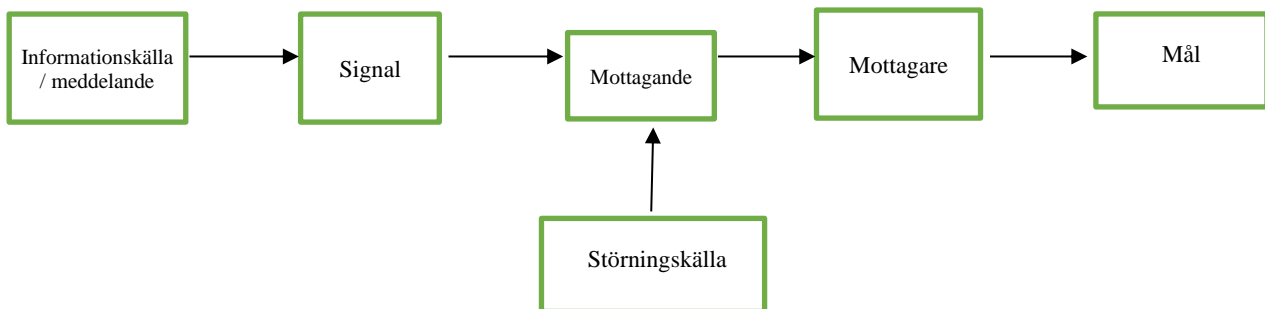 Informationskälla
/ meddelande
Signal
Mottagande
Mottagare
Mål
Störningskälla